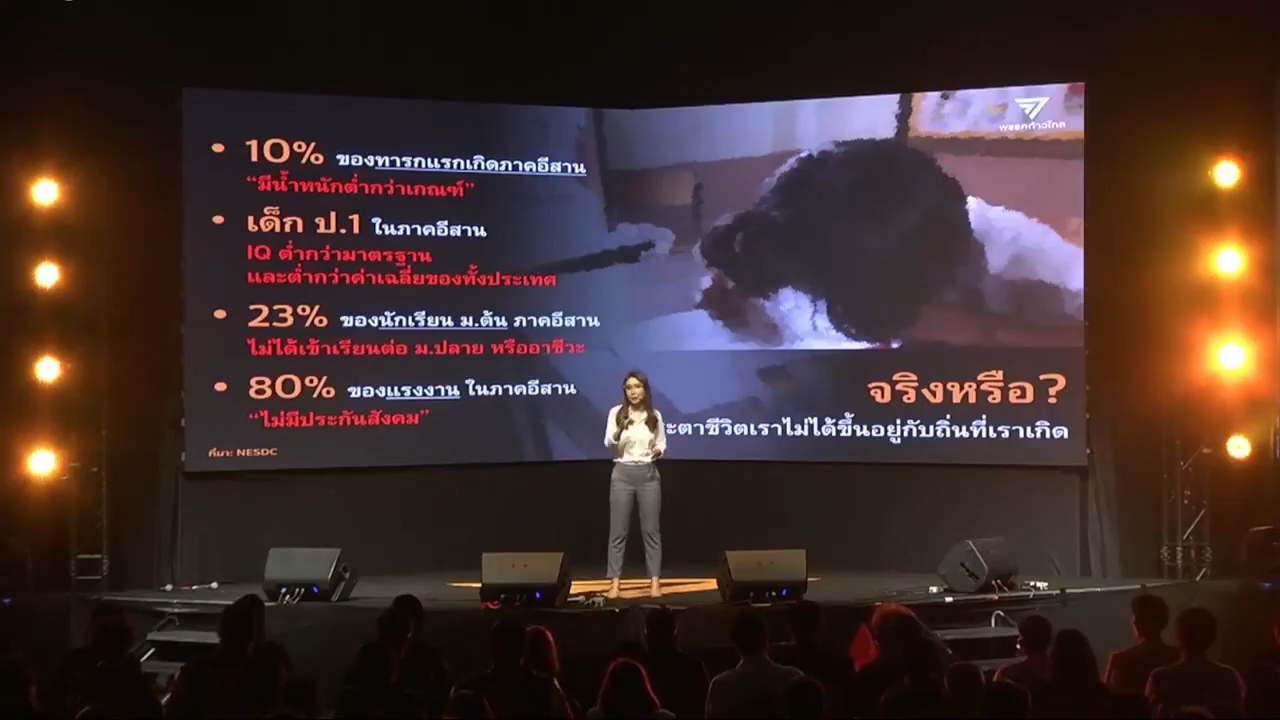 พรรคก้าวไกล
10% ของทารกแรกเกิดภาคอีสาน
“มีน้ำหนักต่ำกว่าเกณฑ์”
เด็ก ป.1 ในภาคอีสาน
IQ ต่ำกว่ามาตรฐาน
และต่ำกว่าค่าเฉลี่ยของทั้งประเทศ
23% ของนักเรียน ม.ต้น ภาคอีสาน
ไม่ได้เข้าเรียนต่อ ม.ปลาย หรืออาชีวะ
80% ของแรงงาน ในภาคอีสาน
“ไม่มีประกันสังคม”
ที่มา: NESDC
จริงหรือ?
ะตาชีวิตเราไม่ได้ขึ้นอยู่กับถิ่นที่เราเกิด